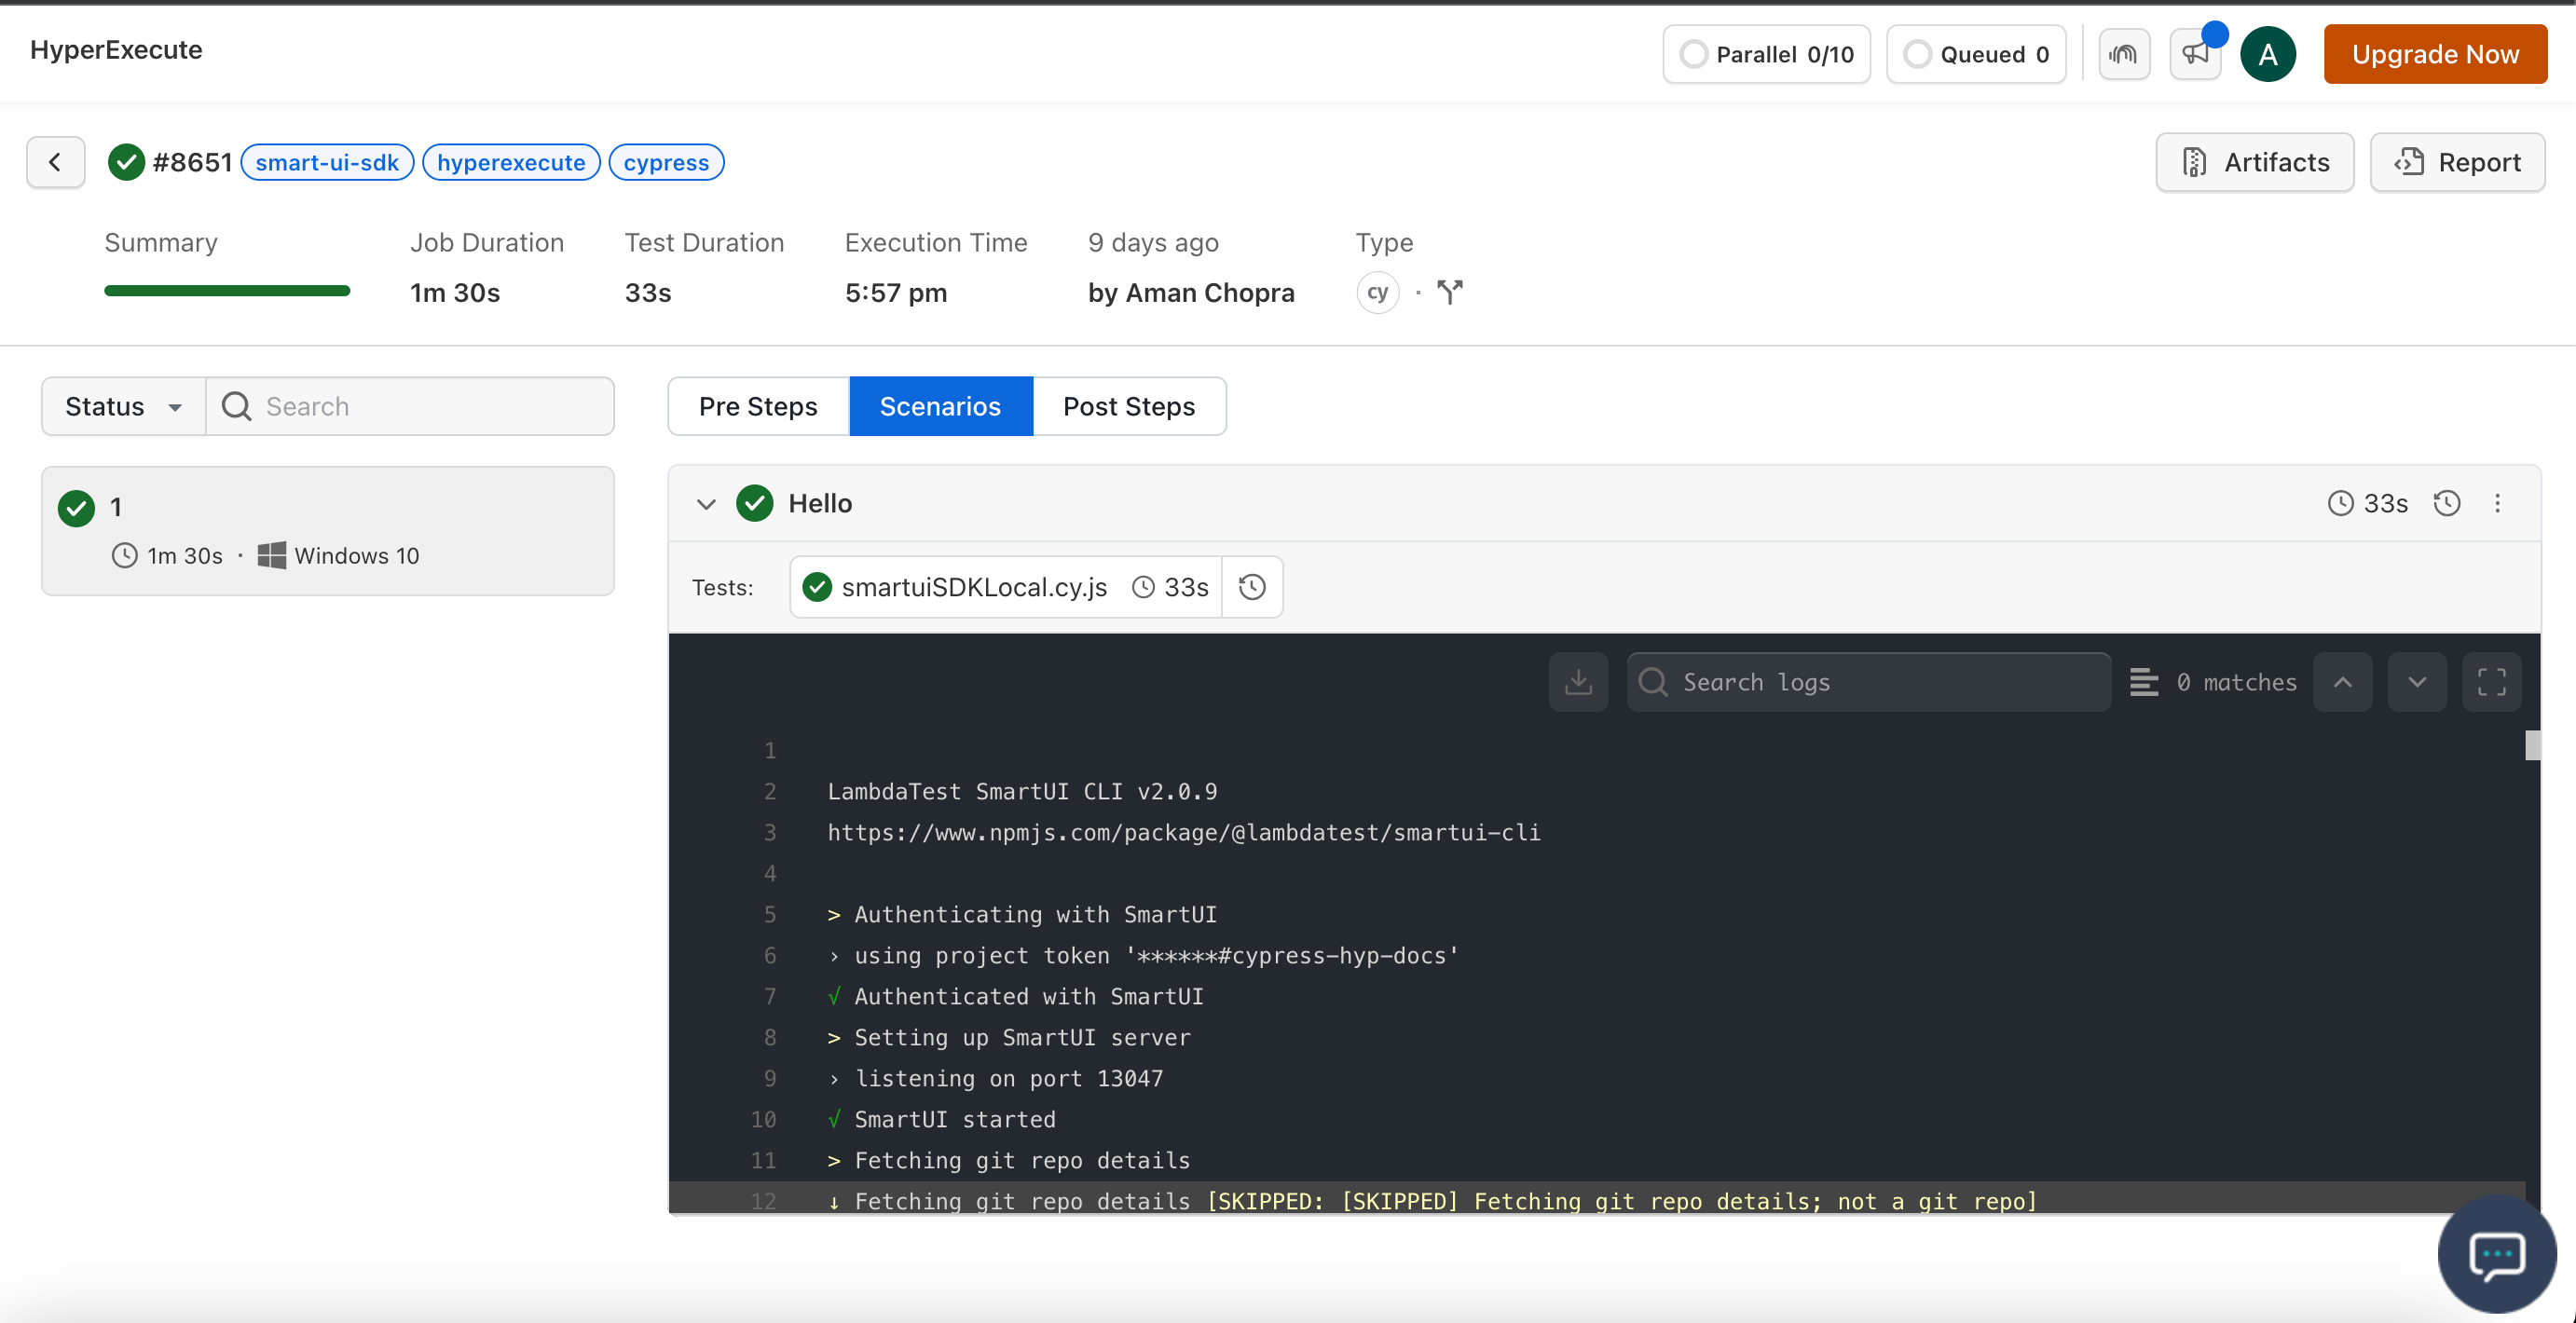 HyperExecute
Parallel 0/10
Queued 0
A
Upgrade Now
#8651 smart-ui-sdk hyperexecute cypress
Artifacts
Report
Summary
Job Duration
1m 30s
Test Duration
33s
Execution Time
5:57 pm
9 days ago
by Aman Chopra
Type
cy
Status
Search
1
1m 30s · Windows 10
Pre Steps
Scenarios
Post Steps
Hello
33s
Tests:
smartuiSDKLocal.cy.js 33s
Search logs
0 matches
1
2 LambdaTest SmartUI CLI v2.0.9
3 https://www.npmjs.com/package/@lambdatest/smartui-cli
4
5 > Authenticating with SmartUI
6 › using project token '******#cypress-hyp-docs'
7 √ Authenticated with SmartUI
8 > Setting up SmartUI server
9 › listening on port 13047
10 √ SmartUI started
11 > Fetching git repo details
12 ↓ Fetching git repo details [SKIPPED: [SKIPPED] Fetching git repo details; not a git repo]